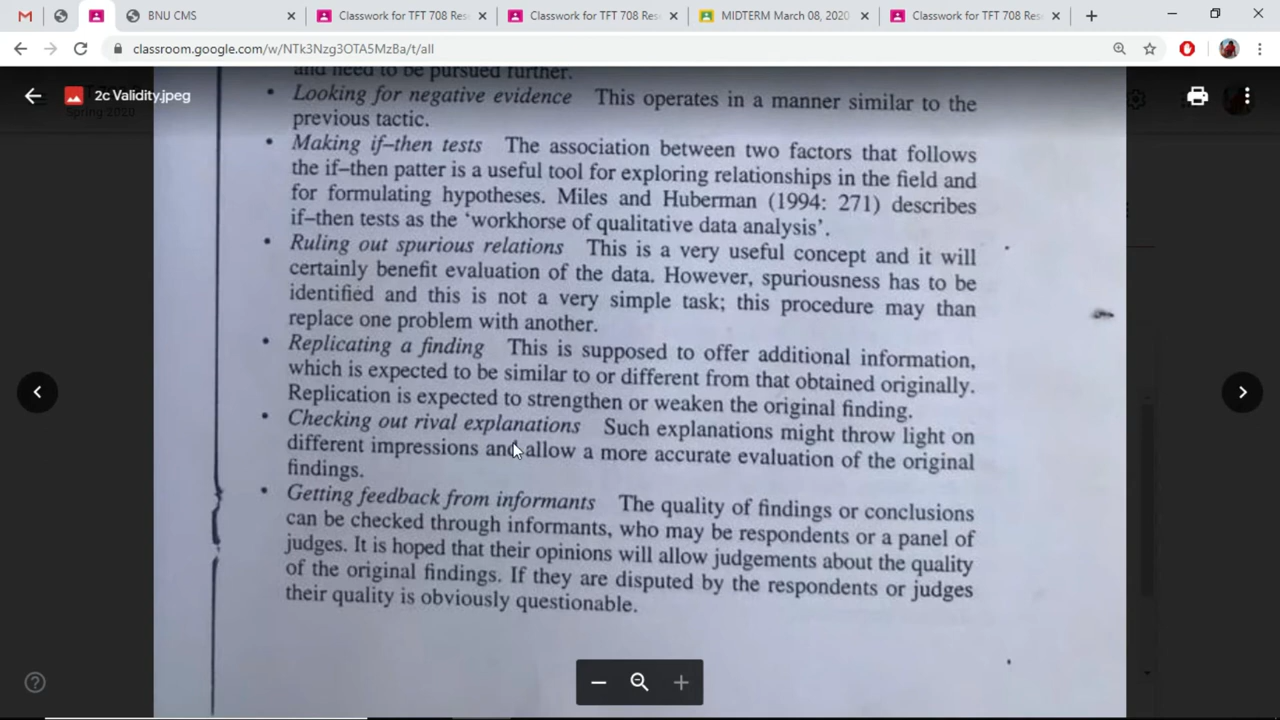 BNU CMS
Classwork for TFT 708 Res
Classwork for TFT 708 Res
MIDTERM March 08, 2020
Classwork for TFT 708 Res
classroom.google.com/w/NTk3Nzg3OTA5MzBa/t/all
2c Validity.jpeg
Spring 2020
and need to be pursued further.
• Looking for negative evidence This operates in a manner similar to the
previous tactic.
• Making if–then tests The association between two factors that follows
the if–then patter is a useful tool for exploring relationships in the field and
for formulating hypotheses. Miles and Huberman (1994: 271) describes
if–then tests as the ‘workhorse of qualitative data analysis’.
• Ruling out spurious relations This is a very useful concept and it will
certainly benefit evaluation of the data. However, spuriousness has to be
identified and this is not a very simple task; this procedure may than
replace one problem with another.
• Replicating a finding This is supposed to offer additional information,
which is expected to be similar to or different from that obtained originally.
Replication is expected to strengthen or weaken the original finding.
• Checking out rival explanations Such explanations might throw light on
different impressions and allow a more accurate evaluation of the original
findings.
• Getting feedback from informants The quality of findings or conclusions
can be checked through informants, who may be respondents or a panel of
judges. It is hoped that their opinions will allow judgements about the quality
of the original findings. If they are disputed by the respondents or judges
their quality is obviously questionable.